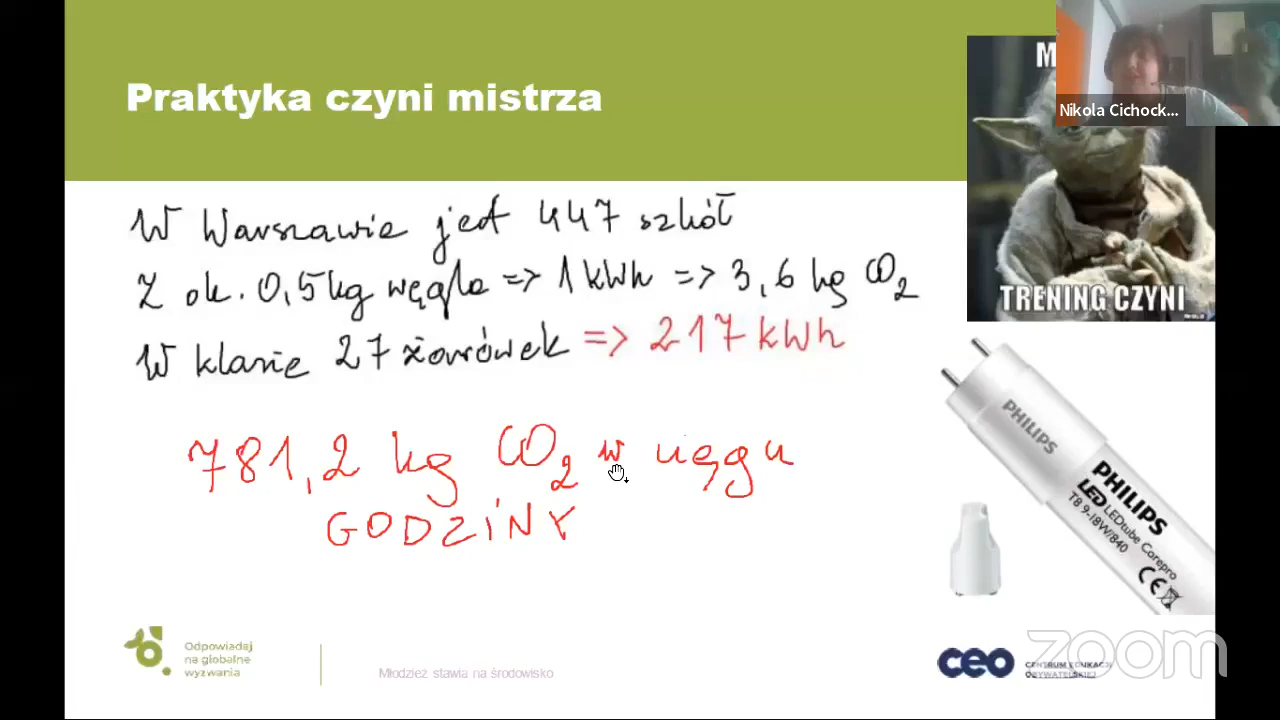 Praktyka czyni mistrza
Nikola Cichock...
TRENING CZYNI
W Warszawie jest 447 szkół
Z ok. 0,5kg węgla => 1 kWh => 3,6 kg CO2
W klasie 27 żarówek => 217 kWh
781,2 kg CO2 w ciągu
GODZINY
PHILIPS
PHILIPS
LED LEDtube Corepro
T8 9-18W/840
CE
Odpowiadaj
na globalne
wyzwania
Młodzież stawia na środowisko
CEO
CENTRUM EDUKACJI
OBYWATELSKIEJ
zoom